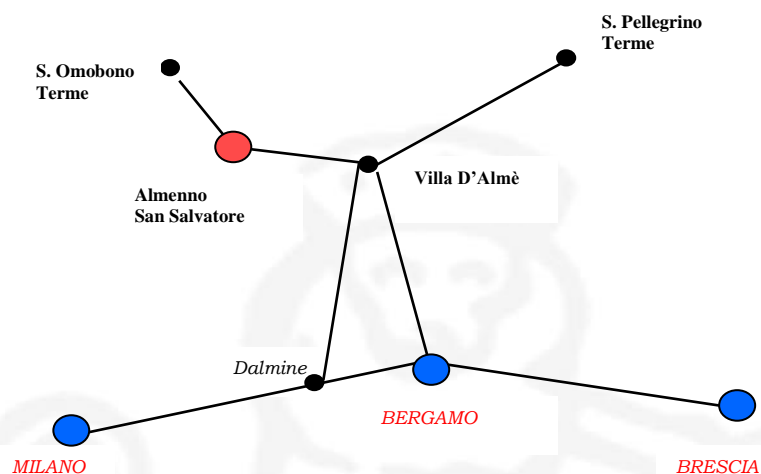 S. Pellegrino
Terme
S. Omobono
Terme
Villa D'Almè
Almenno
San Salvatore
Dalmine
BERGAMO
MILANO
BRESCIA